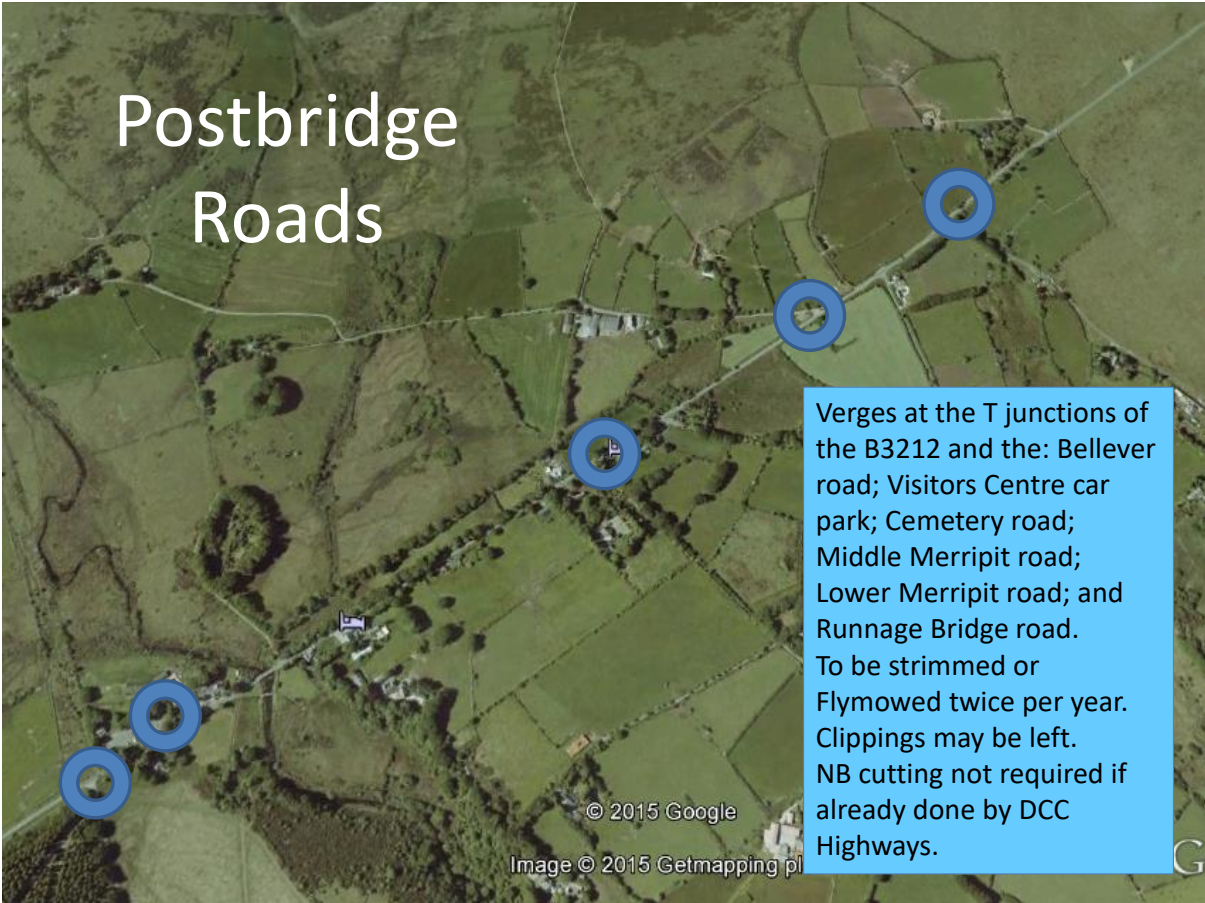 Postbridge
Roads
Verges at the T junctions of
the B3212 and the: Bellever
road; Visitors Centre car
park; Cemetery road;
Middle Merripit road;
Lower Merripit road; and
Runnage Bridge road.
To be strimmed or
Flymowed twice per year.
Clippings may be left.
NB cutting not required if
already done by DCC
Highways.
© 2015 Google
Image © 2015 Getmapping pl
G